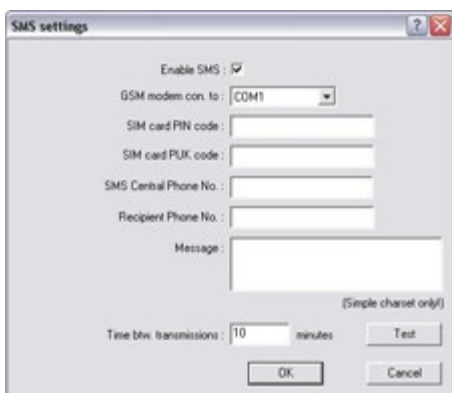 SMS settings
Enable SMS :
GSM modem con. to : COM1
SIM card PIN code :
SIM card PUK code :
SMS Central Phone No. :
Recipient Phone No. :
Message :
(Simple charset only!)
Time btw. transmissions : 10 minutes Test
OK Cancel